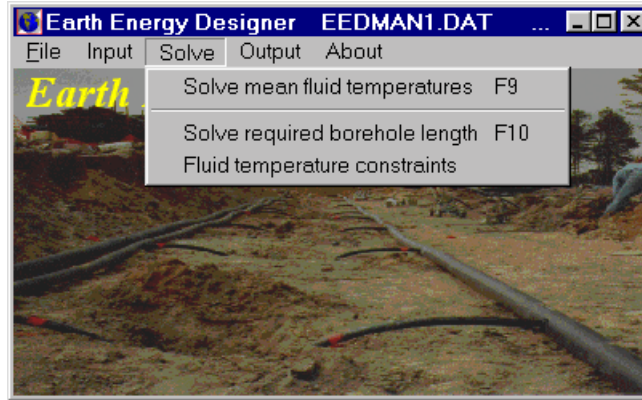 Earth Energy Designer EEDMAN1.DAT ...
File Input Solve Output About
Earth
Solve mean fluid temperatures F9
Solve required borehole length F10
Fluid temperature constraints